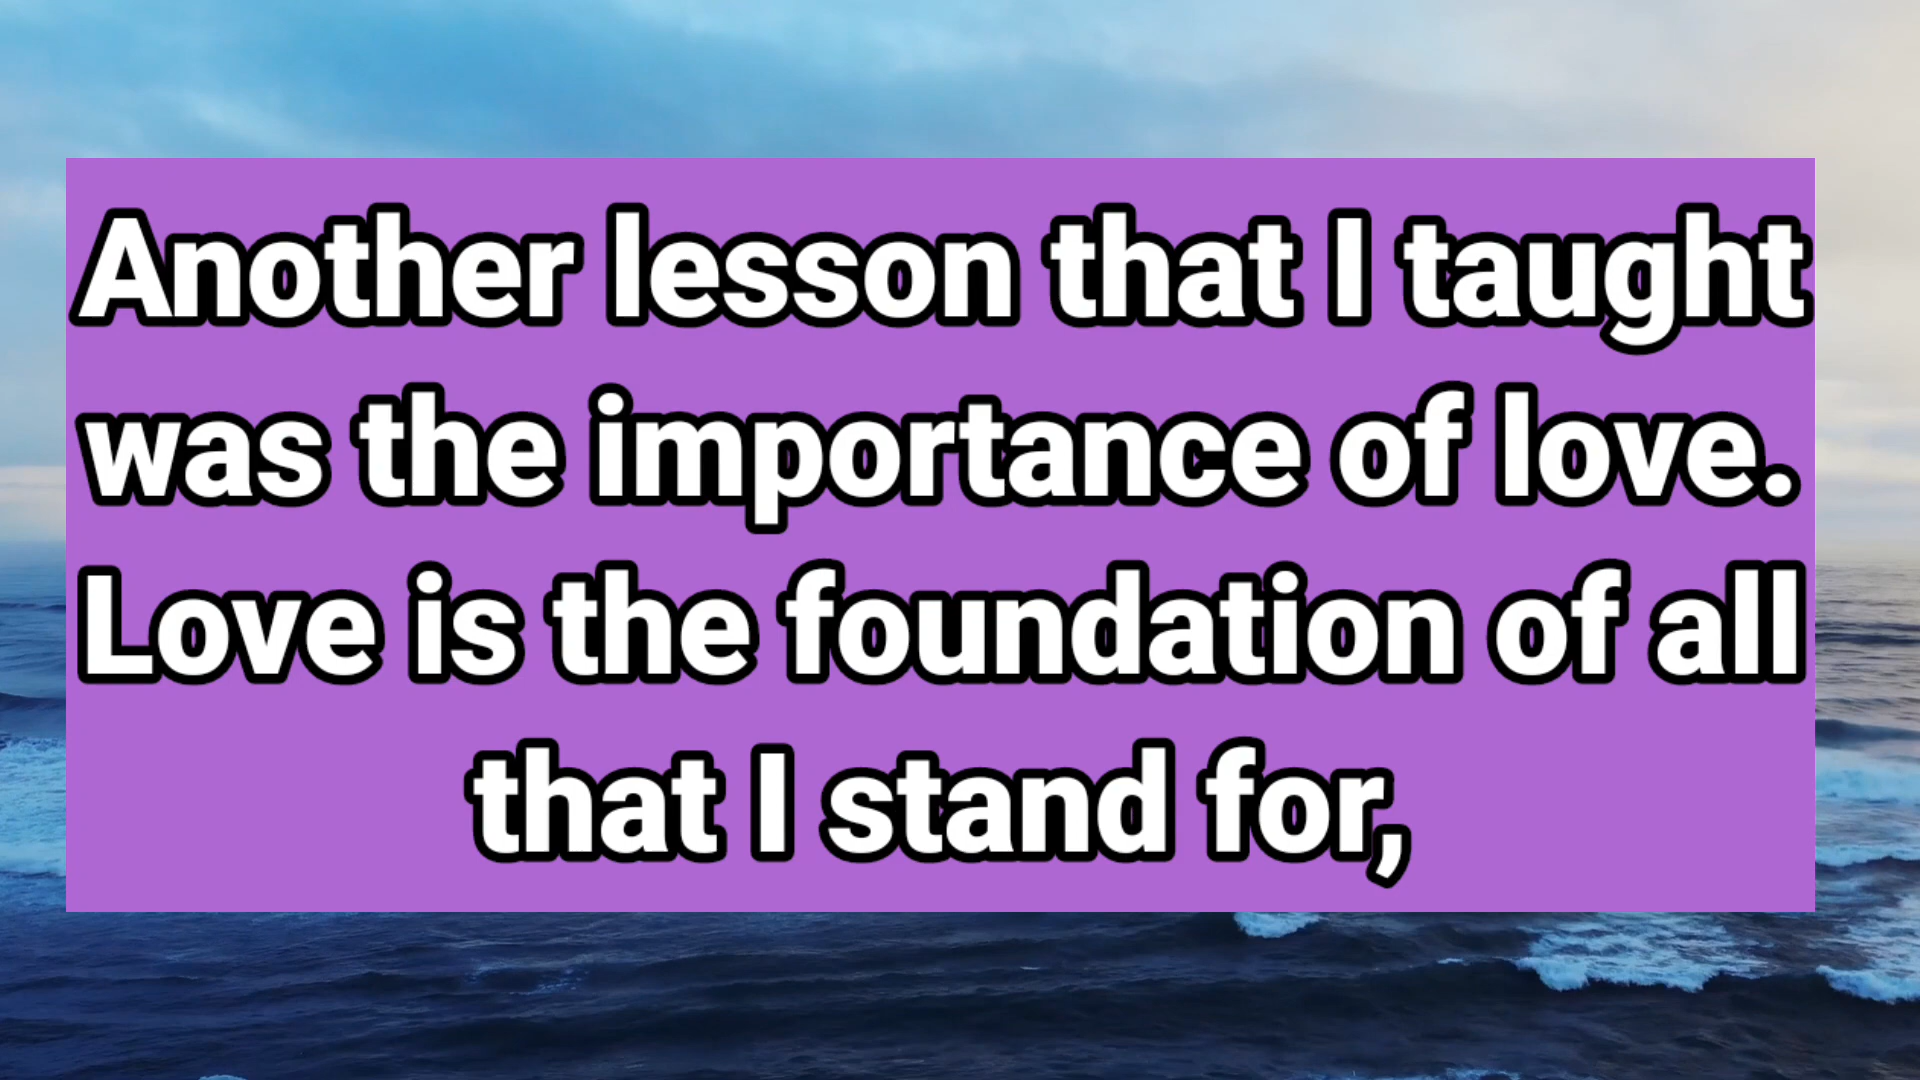 Another lesson that I taught
was the importance of love.
Love is the foundation of all
that I stand for,